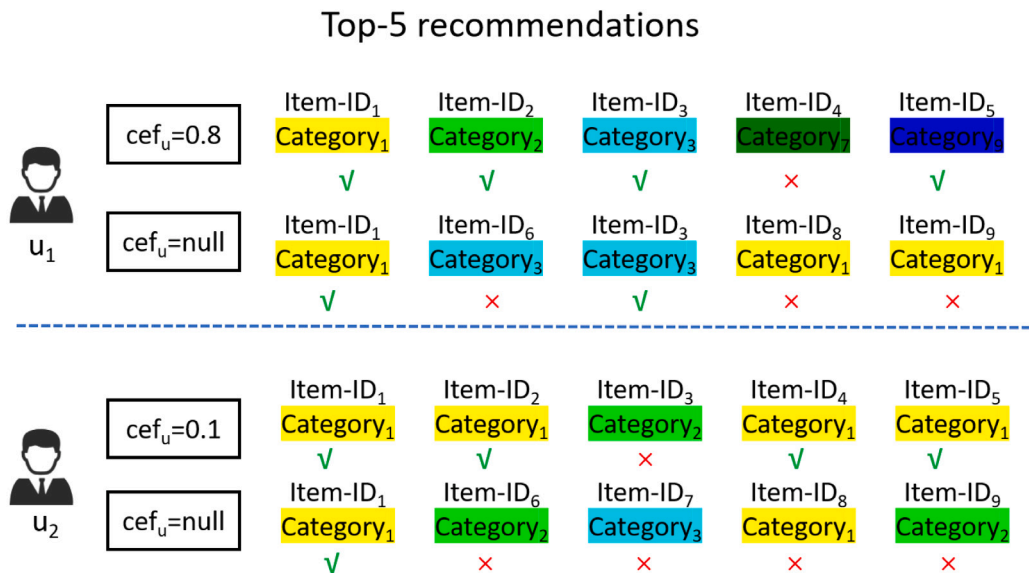 Top-5 recommendations
Item-ID₁ Item-ID₂ Item-ID₃ Item-ID₄ Item-ID₅
cefᵤ=0.8 Category₁ Category₂ Category₃ Category₇ Category₉
√ √ √ × √
Item-ID₁ Item-ID₆ Item-ID₃ Item-ID₈ Item-ID₉
u₁ cefᵤ=null Category₁ Category₃ Category₃ Category₁ Category₁
√ × √ × ×
Item-ID₁ Item-ID₂ Item-ID₃ Item-ID₄ Item-ID₅
cefᵤ=0.1 Category₁ Category₁ Category₂ Category₁ Category₁
√ √ × √ √
Item-ID₁ Item-ID₆ Item-ID₇ Item-ID₈ Item-ID₉
u₂ cefᵤ=null Category₁ Category₂ Category₃ Category₁ Category₂
√ × × × ×